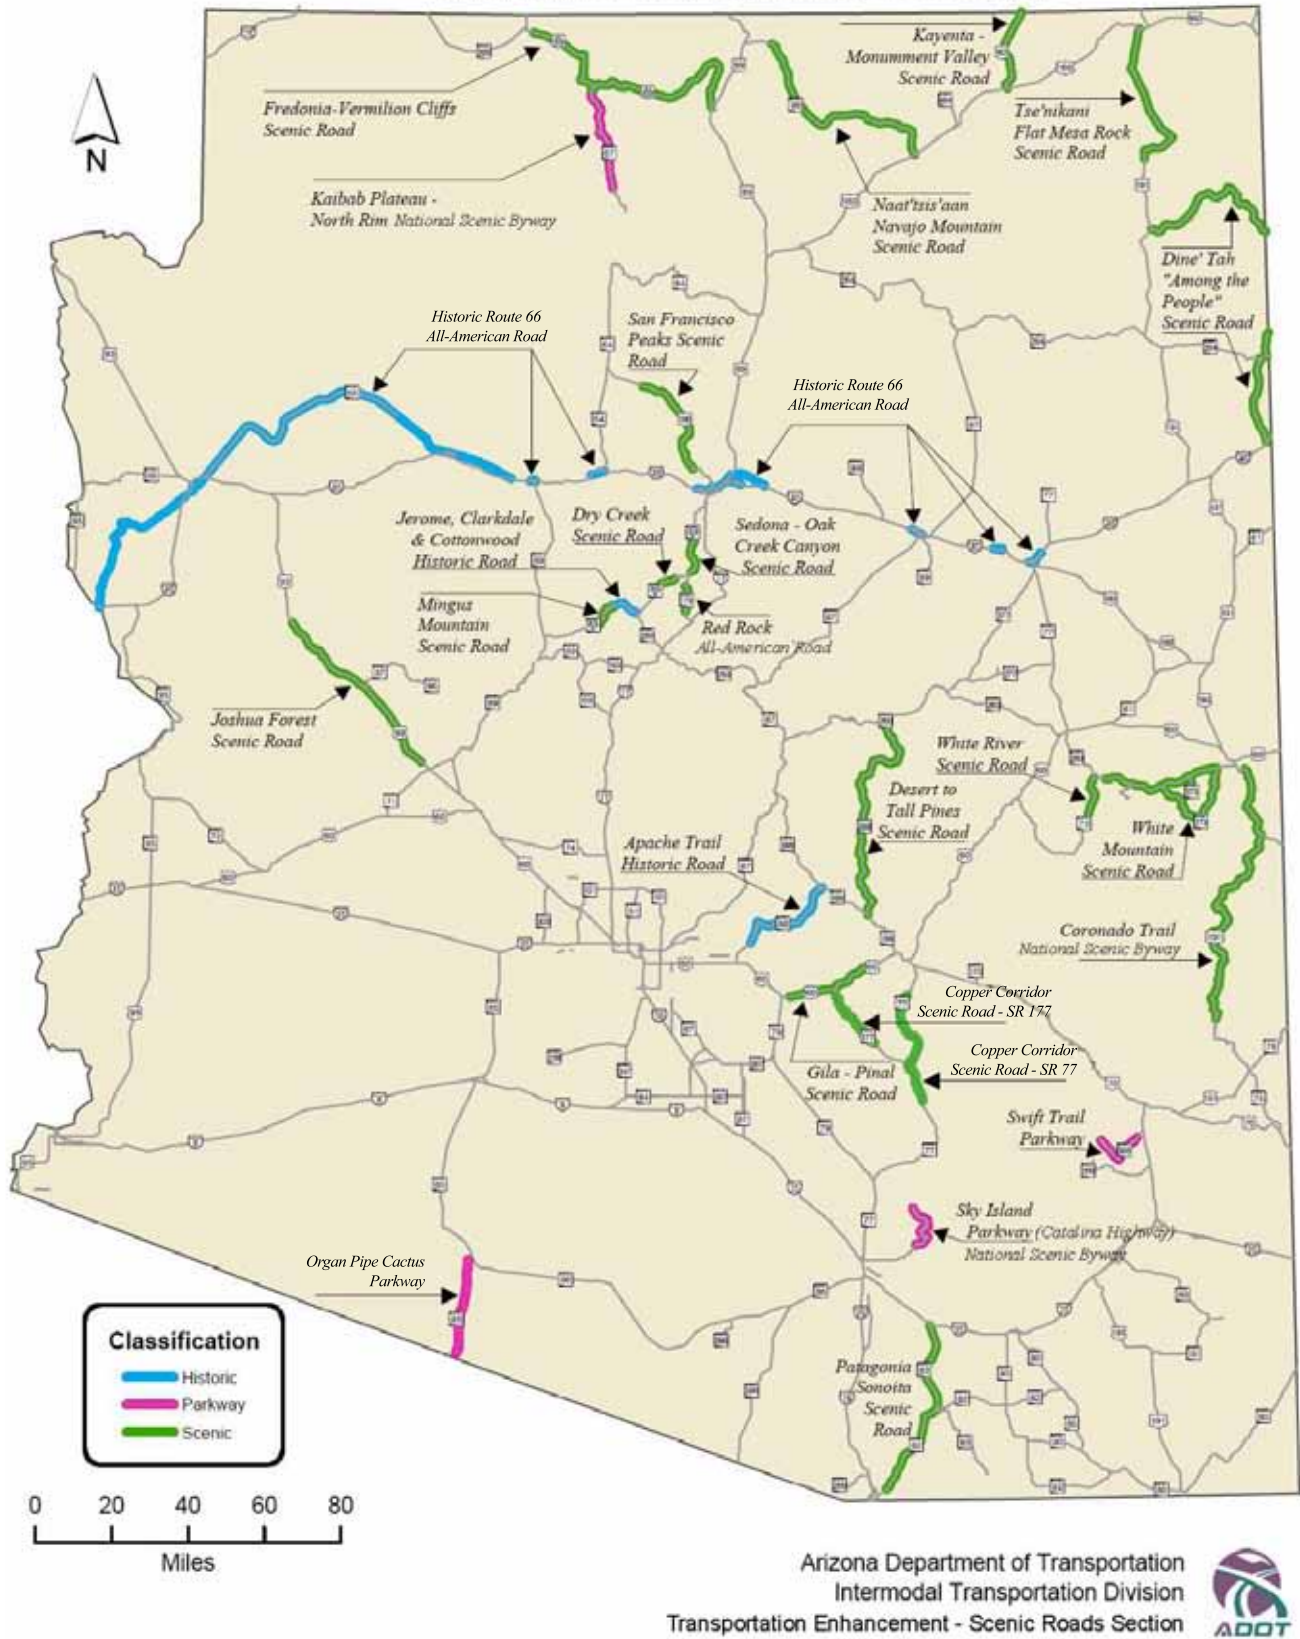 Kayenta -
Monumment Valley
Scenic Road
Fredonia-Vermilion Cliffs
Scenic Road
Tse'nikani
Flat Mesa Rock
Scenic Road
N
Kaibab Plateau -
North Rim National Scenic Byway
Naat'tsis'aan
Navajo Mountain
Scenic Road
Dine' Tah
"Among the
People"
Scenic Road
Historic Route 66
All-American Road
San Francisco
Peaks Scenic
Road
Historic Route 66
All-American Road
Jerome, Clarkdale
& Cottonwood
Historic Road
Dry Creek
Scenic Road
Sedona - Oak
Creek Canyon
Scenic Road
Mingus
Mountain
Scenic Road
Red Rock
All-American Road
Joshua Forest
Scenic Road
White River
Scenic Road
Desert to
Tall Pines
Scenic Road
Apache Trail
Historic Road
White
Mountain
Scenic Road
Coronado Trail
National Scenic Byway
Copper Corridor
Scenic Road - SR 177
Copper Corridor
Scenic Road - SR 77
Gila - Pinal
Scenic Road
Swift Trail
Parkway
Sky Island
Parkway (Catalina Highway)
National Scenic Byway
Organ Pipe Cactus
Parkway
Patagonia
Sonoita
Scenic
Road
Classification
Historic
Parkway
Scenic
0 20 40 60 80
Miles
Arizona Department of Transportation
Intermodal Transportation Division
Transportation Enhancement - Scenic Roads Section
ADOT